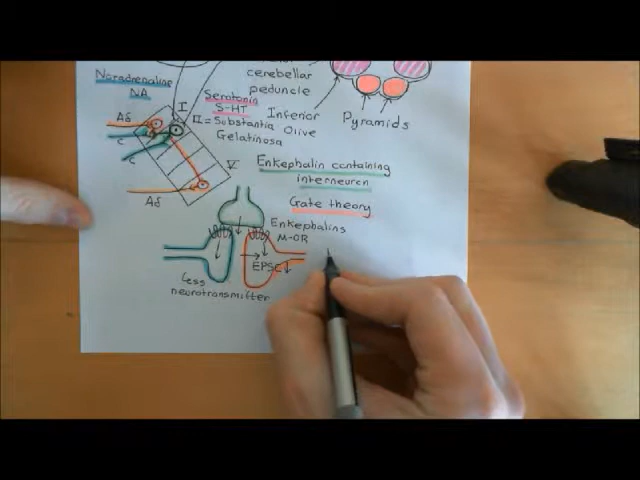 Noradrenaline
NA
cerebellar
peduncle
Serotonin
5-HT
Inferior
Olive
Pyramids
I
II = Substantia
Gelatinosa
Aδ
C
C
V
Aδ
Enkephalin containing
interneuron
Gate theory
Enkephalins
M-OR
EPSC↓
Less
neurotransmitter